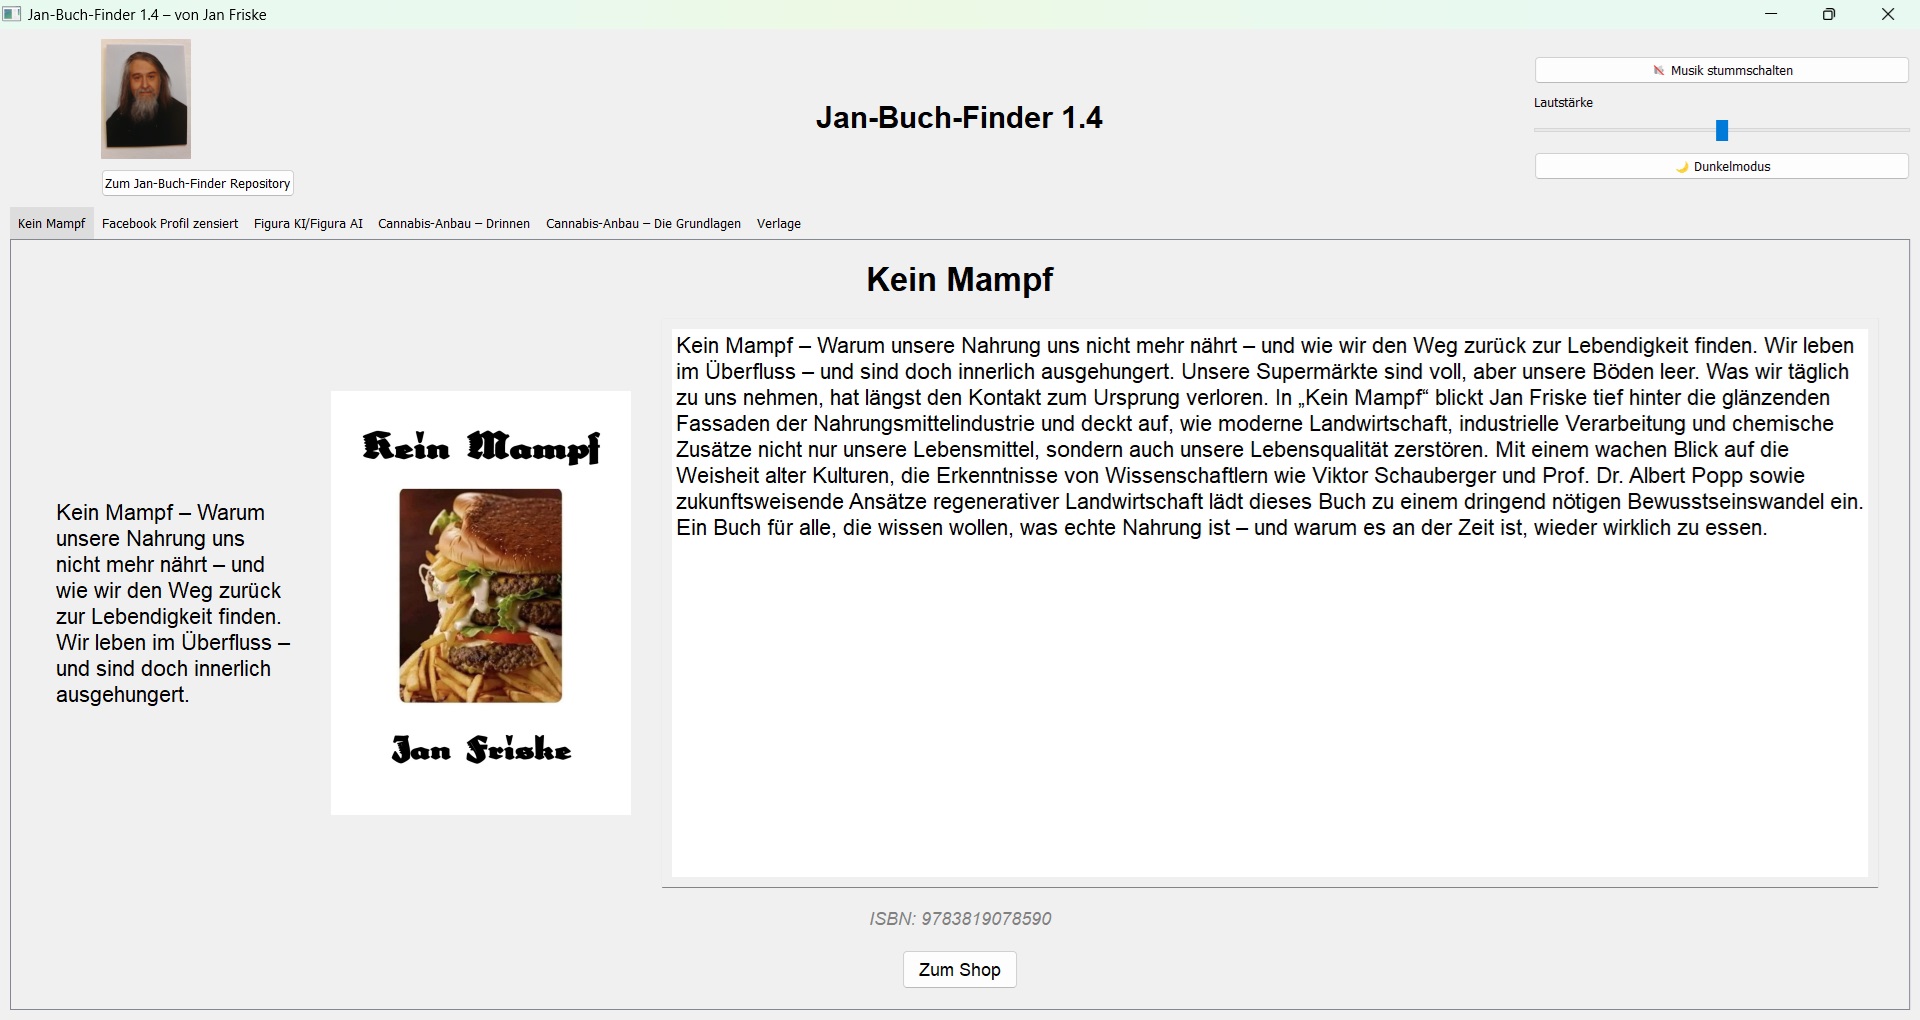 Jan-Buch-Finder 1.4 – von Jan Friske
Musik stummschalten
Lautstärke
Jan-Buch-Finder 1.4
Dunkelmodus
Zum Jan-Buch-Finder Repository
Kein Mampf
Facebook Profil zensiert
Figura KI/Figura AI
Cannabis-Anbau – Drinnen
Cannabis-Anbau – Die Grundlagen
Verlage
Kein Mampf
Kein Mampf – Warum
unsere Nahrung uns
nicht mehr nährt – und
wie wir den Weg zurück
zur Lebendigkeit finden.
Wir leben im Überfluss –
und sind doch innerlich
ausgehungert.
Kein Mampf
Jan Friske
Kein Mampf – Warum unsere Nahrung uns nicht mehr nährt – und wie wir den Weg zurück zur Lebendigkeit finden. Wir leben
im Überfluss – und sind doch innerlich ausgehungert. Unsere Supermärkte sind voll, aber unsere Böden leer. Was wir täglich
zu uns nehmen, hat längst den Kontakt zum Ursprung verloren. In „Kein Mampf“ blickt Jan Friske tief hinter die glänzenden
Fassaden der Nahrungsmittelindustrie und deckt auf, wie moderne Landwirtschaft, industrielle Verarbeitung und chemische
Zusätze nicht nur unsere Lebensmittel, sondern auch unsere Lebensqualität zerstören. Mit einem wachen Blick auf die
Weisheit alter Kulturen, die Erkenntnisse von Wissenschaftlern wie Viktor Schauberger und Prof. Dr. Albert Popp sowie
zukunftsweisende Ansätze regenerativer Landwirtschaft lädt dieses Buch zu einem dringend nötigen Bewusstseinswandel ein.
Ein Buch für alle, die wissen wollen, was echte Nahrung ist – und warum es an der Zeit ist, wieder wirklich zu essen.
ISBN: 9783819078590
Zum Shop